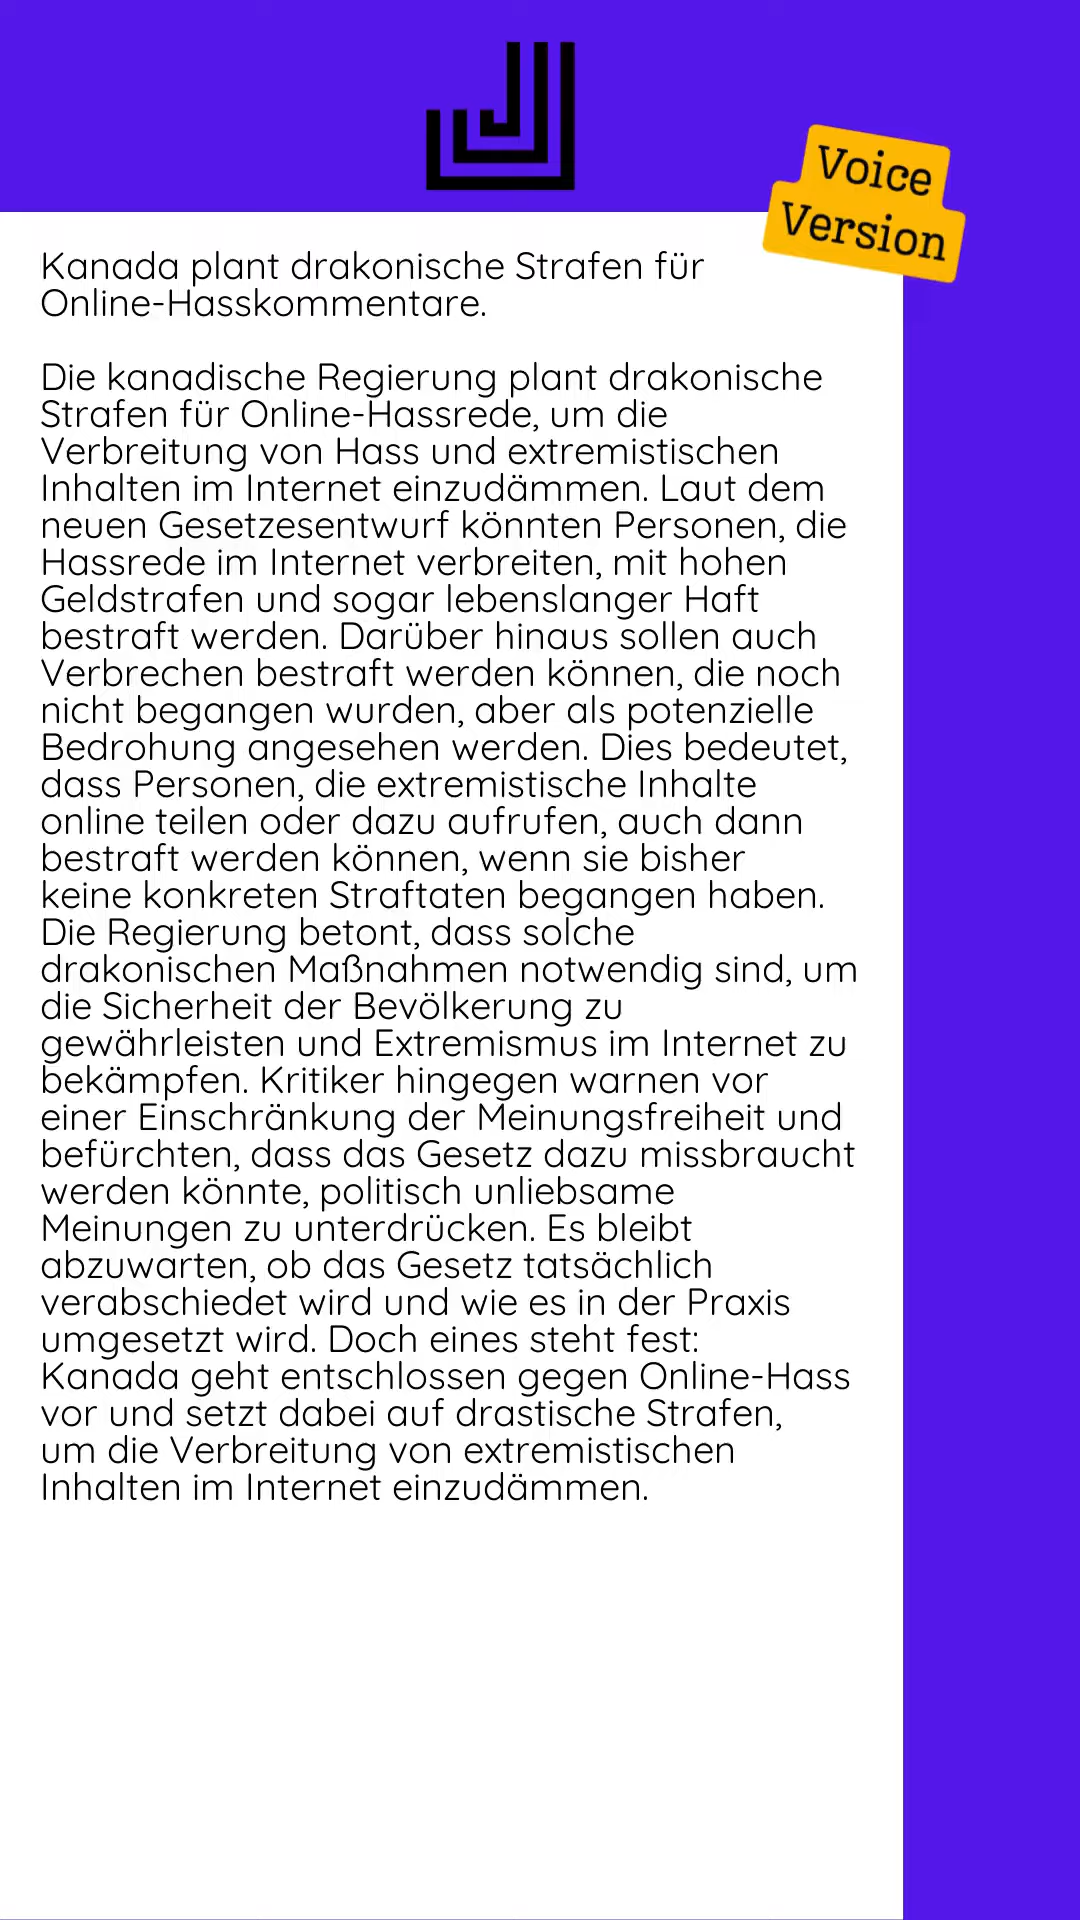 Voice
Version
Kanada plant drakonische Strafen für
Online-Hasskommentare.
Die kanadische Regierung plant drakonische
Strafen für Online-Hassrede, um die
Verbreitung von Hass und extremistischen
Inhalten im Internet einzudämmen. Laut dem
neuen Gesetzesentwurf könnten Personen, die
Hassrede im Internet verbreiten, mit hohen
Geldstrafen und sogar lebenslanger Haft
bestraft werden. Darüber hinaus sollen auch
Verbrechen bestraft werden können, die noch
nicht begangen wurden, aber als potenzielle
Bedrohung angesehen werden. Dies bedeutet,
dass Personen, die extremistische Inhalte
online teilen oder dazu aufrufen, auch dann
bestraft werden können, wenn sie bisher
keine konkreten Straftaten begangen haben.
Die Regierung betont, dass solche
drakonischen Maßnahmen notwendig sind, um
die Sicherheit der Bevölkerung zu
gewährleisten und Extremismus im Internet zu
bekämpfen. Kritiker hingegen warnen vor
einer Einschränkung der Meinungsfreiheit und
befürchten, dass das Gesetz dazu missbraucht
werden könnte, politisch unliebsame
Meinungen zu unterdrücken. Es bleibt
abzuwarten, ob das Gesetz tatsächlich
verabschiedet wird und wie es in der Praxis
umgesetzt wird. Doch eines steht fest:
Kanada geht entschlossen gegen Online-Hass
vor und setzt dabei auf drastische Strafen,
um die Verbreitung von extremistischen
Inhalten im Internet einzudämmen.